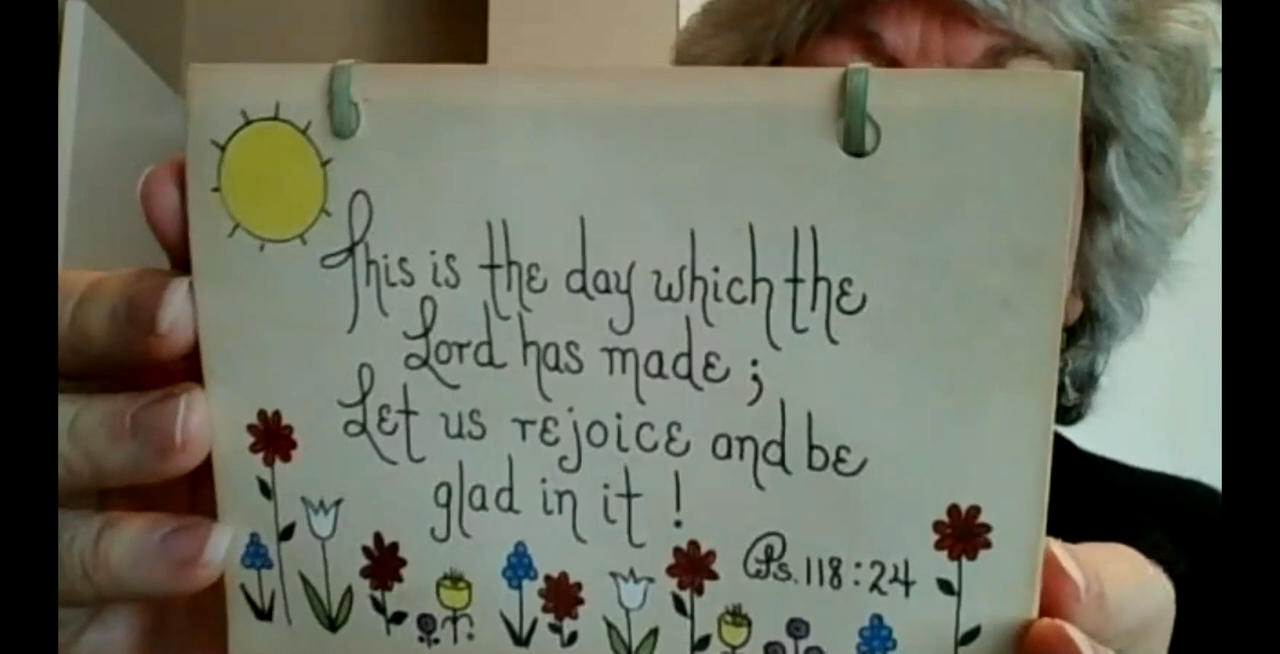 This is the day which the
Lord has made;
Let us rejoice and be
glad in it!
Ps. 118:24